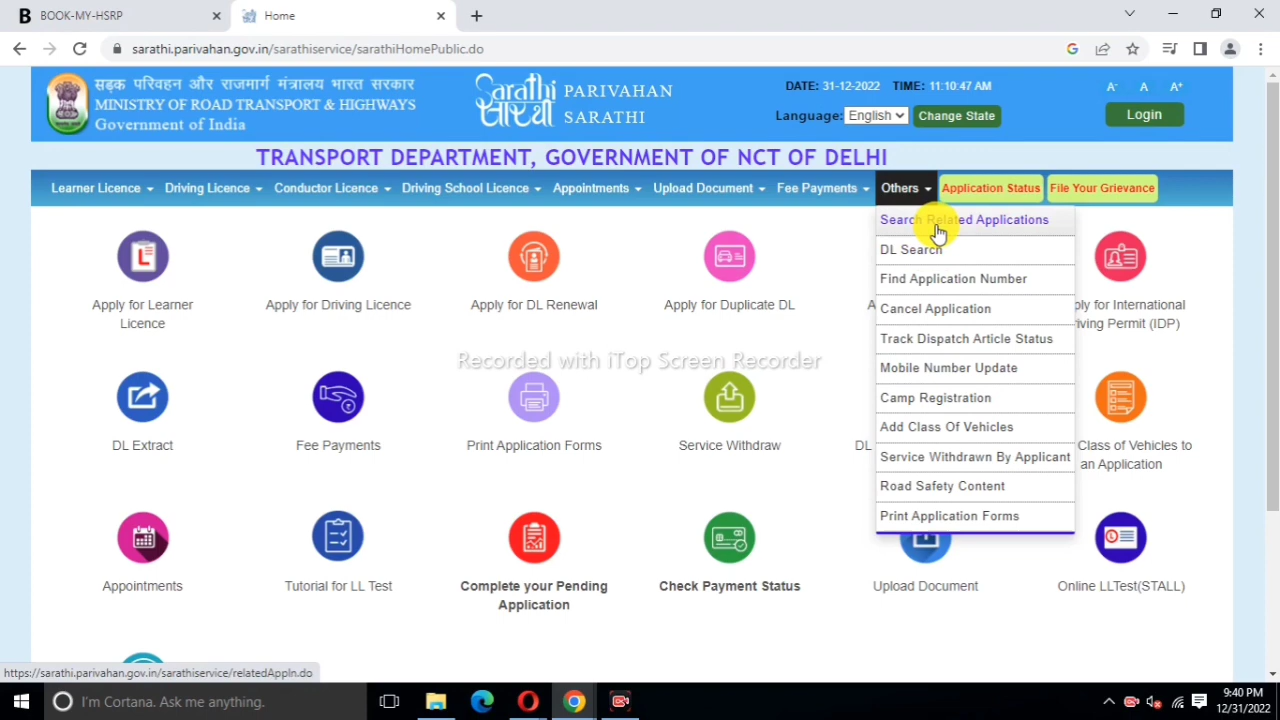 BOOK-MY-HSRP
Home
sarathi.parivahan.gov.in/sarathiservice/sarathiHomePublic.do
सड़क परिवहन और राजमार्ग मंत्रालय भारत सरकार
MINISTRY OF ROAD TRANSPORT & HIGHWAYS
Government of India
Sarathi
सारथी
PARIVAHAN
SARATHI
DATE: 31-12-2022 TIME: 11:10:47 AM
Language: English Change State
A- A A+
Login
TRANSPORT DEPARTMENT, GOVERNMENT OF NCT OF DELHI
Learner Licence Driving Licence Conductor Licence Driving School Licence Appointments Upload Document Fee Payments Others Application Status File Your Grievance
Search Related Applications
DL Search
Find Application Number
Cancel Application
Track Dispatch Article Status
Mobile Number Update
Camp Registration
Add Class Of Vehicles
Service Withdrawn By Applicant
Road Safety Content
Print Application Forms
Apply for Learner
Licence
Apply for Driving Licence
Apply for DL Renewal
Apply for Duplicate DL
International
Permit (IDP)
Recorded with iTop Screen Recorder
DL Extract
Fee Payments
Print Application Forms
Service Withdraw
DL
Class of Vehicles to
an Application
Appointments
Tutorial for LL Test
Complete your Pending
Application
Check Payment Status
Upload Document
Online LLTest(STALL)
https://sarathi.parivahan.gov.in/sarathiservice/relatedAppln.do
I'm Cortana. Ask me anything.
9:40 PM
12/31/2022